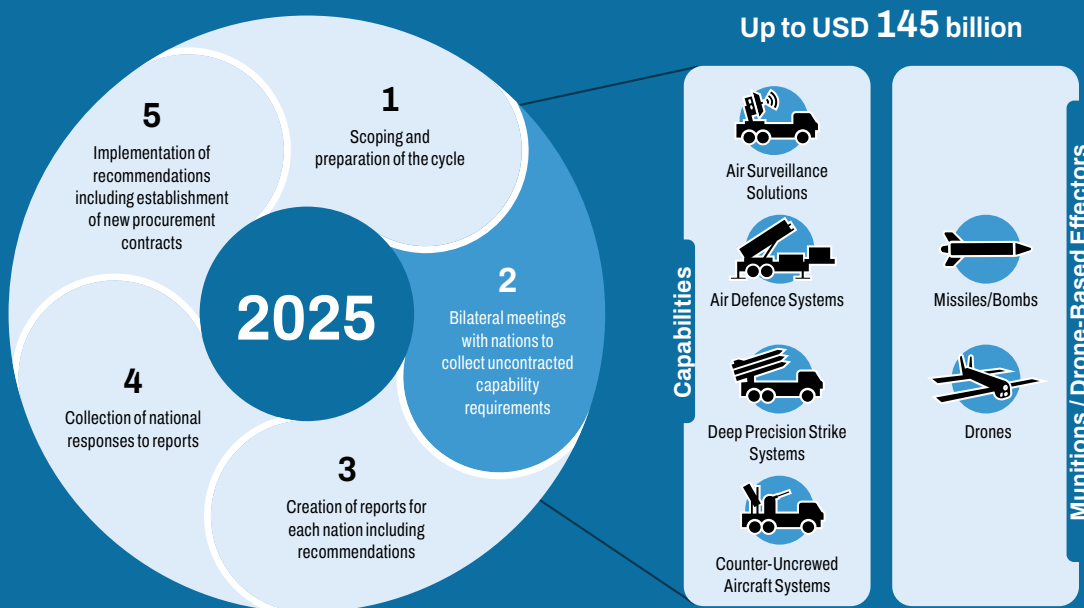 Up to USD 145 billion
1
Scoping and
preparation of the cycle
2
Bilateral meetings
with nations to
collect uncontracted
capability
requirements
3
Creation of reports for
each nation including
recommendations
4
Collection of national
responses to reports
5
Implementation of
recommendations
including establishment
of new procurement
contracts
2025
Capabilities
Air Surveillance
Solutions
Air Defence Systems
Deep Precision Strike
Systems
Counter-Uncrewed
Aircraft Systems
Missiles/Bombs
Drones
Munitions / Drone-Based Effectors